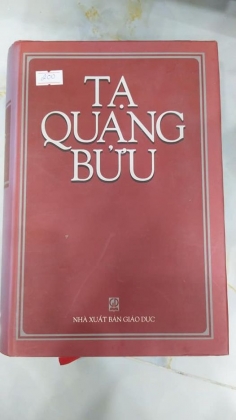 TẠ
QUANG
BỬU
NHÀ XUẤT BẢN GIÁO DỤC